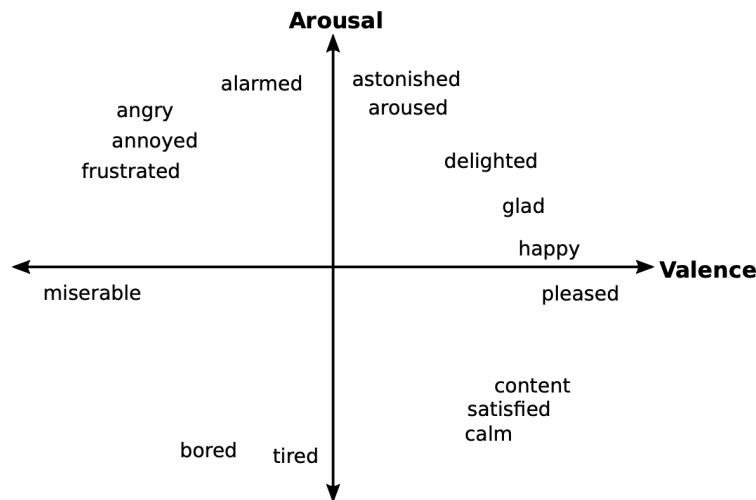 Arousal
astonished
alarmed
aroused
angry
annoyed
delighted
frustrated
glad
happy
Valence
miserable
pleased
content
satisfied
calm
bored
tired